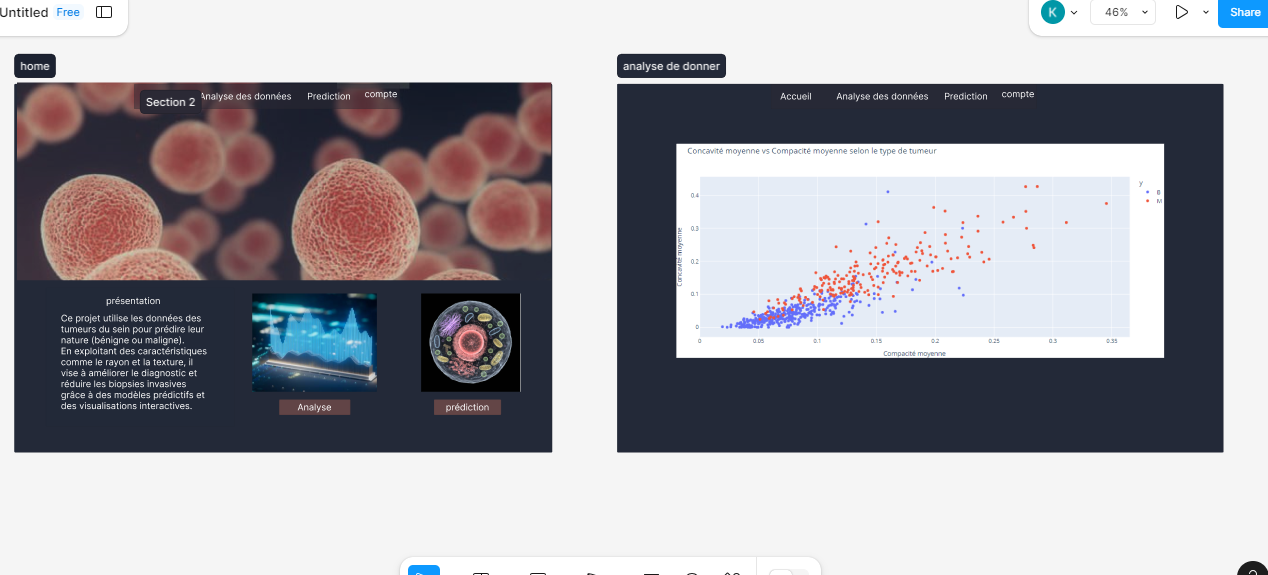 Untitled Free
K 46% Share
home
Section 2
Analyse des données Prediction compte
présentation
Ce projet utilise les données des
tumeurs du sein pour prédire leur
nature (bénigne ou maligne).
En exploitant des caractéristiques
comme le rayon et la texture, il
vise à améliorer le diagnostic et
réduire les biopsies invasives
grâce à des modèles prédictifs et
des visualisations interactives.
Analyse
prédiction
analyse de donner
Accueil Analyse des données Prediction compte
Concavité moyenne vs Compacité moyenne selon le type de tumeur
y
B
M
Concavité moyenne
0.4
0.3
0.2
0.1
0
0 0.05 0.1 0.15 0.2 0.25 0.3 0.35
Compacité moyenne